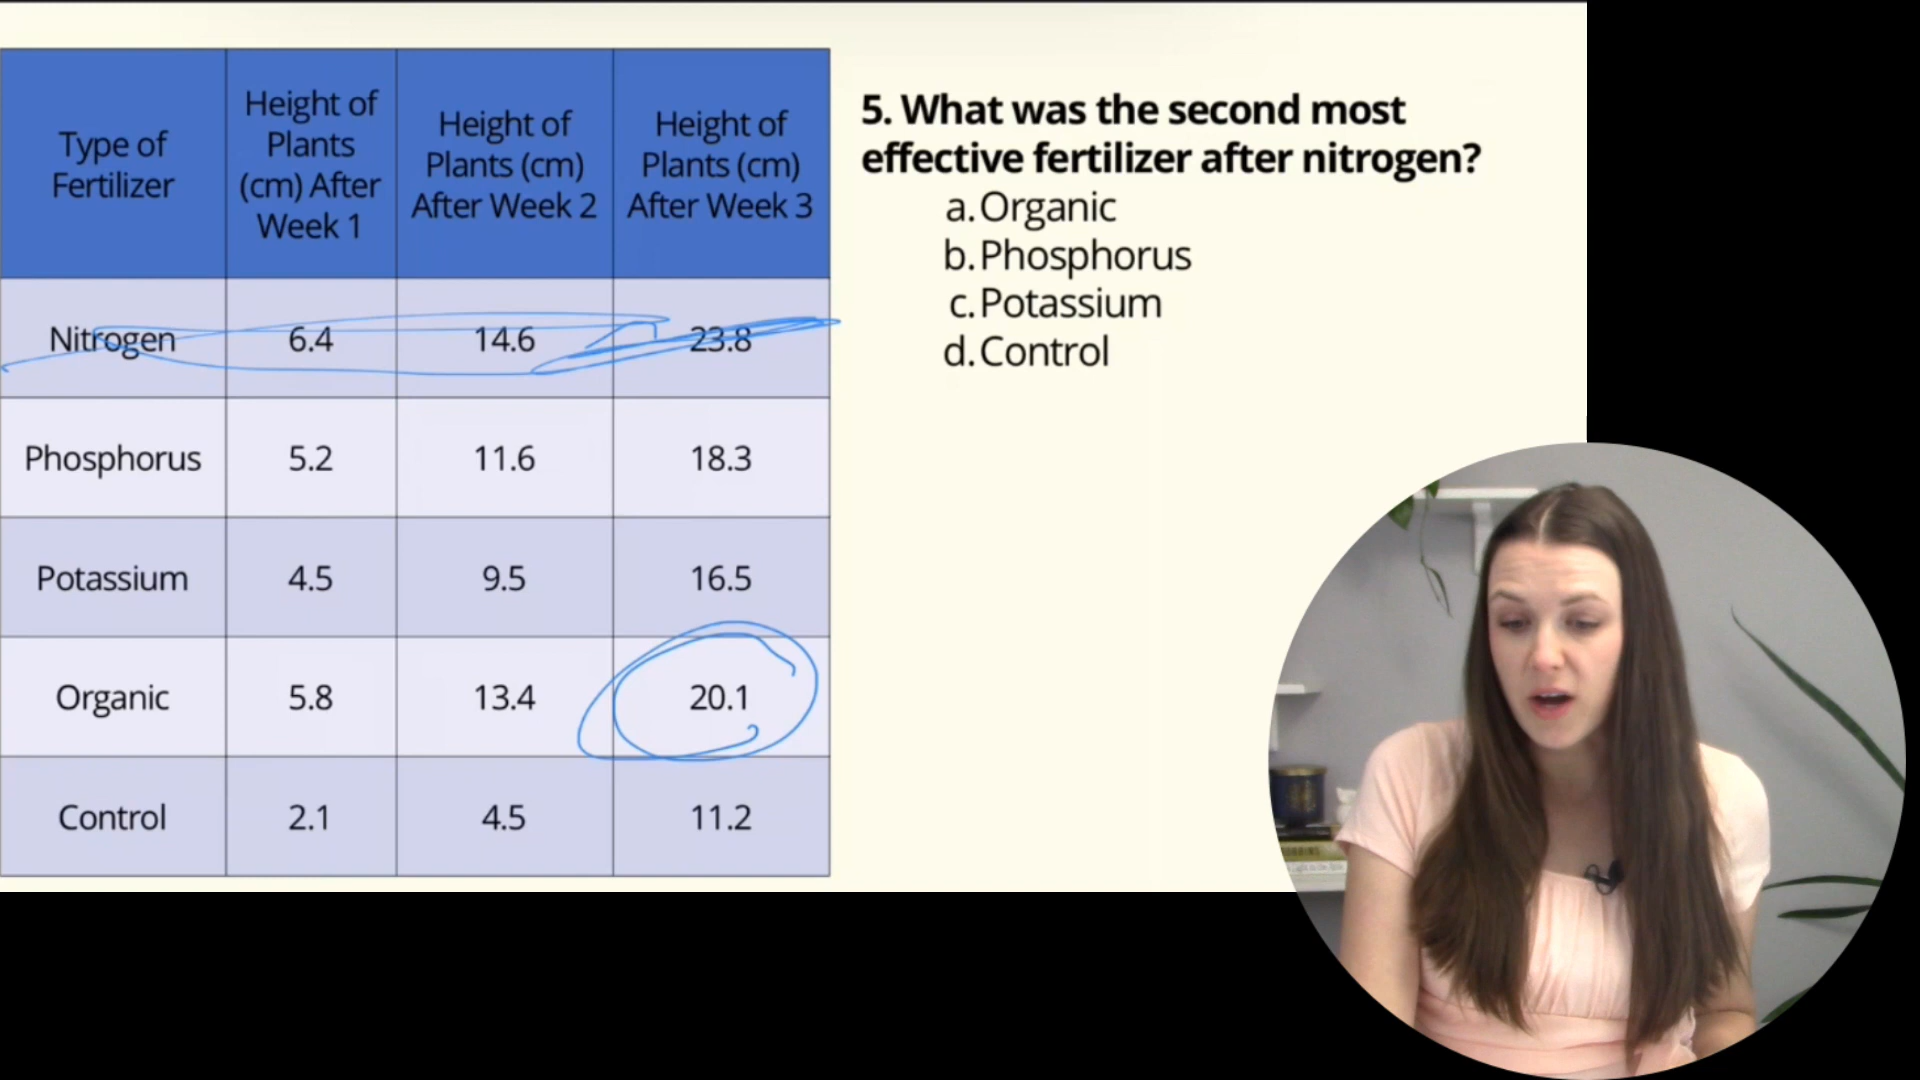 Type of
Fertilizer
Height of
Plants
(cm) After
Week 1
Height of
Plants (cm)
After Week 2
Height of
Plants (cm)
After Week 3
Nitrogen 6.4 14.6 23.8
Phosphorus 5.2 11.6 18.3
Potassium 4.5 9.5 16.5
Organic 5.8 13.4 20.1
Control 2.1 4.5 11.2
5. What was the second most
effective fertilizer after nitrogen?
a. Organic
b. Phosphorus
c. Potassium
d. Control